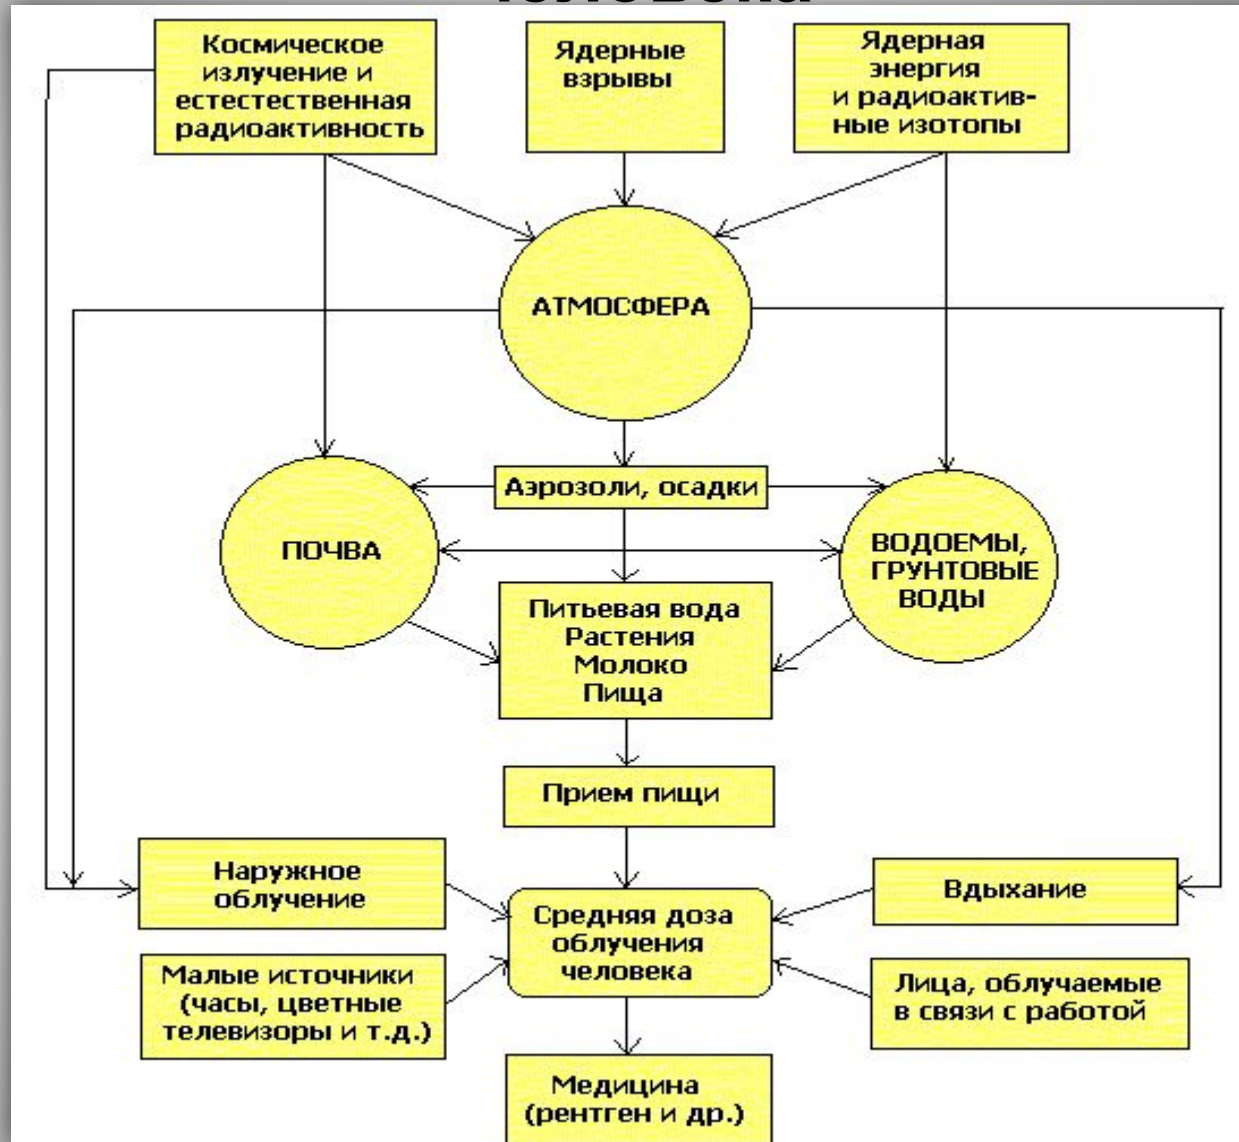 Космическое
излучение и
естестественная
радиоактивность
Ядерные
взрывы
Ядерная
энергия
и радиоактив-
ные изотопы
АТМОСФЕРА
Аэрозоли, осадки
ПОЧВА
ВОДОЕМЫ,
ГРУНТОВЫЕ
ВОДЫ
Питьевая вода
Растения
Молоко
Пища
Прием пищи
Наружное
облучение
Средняя доза
облучения
человека
Вдыхание
Малые источники
(часы, цветные
телевизоры и т.д.)
Лица, облучаемые
в связи с работой
Медицина
(рентген и др.)